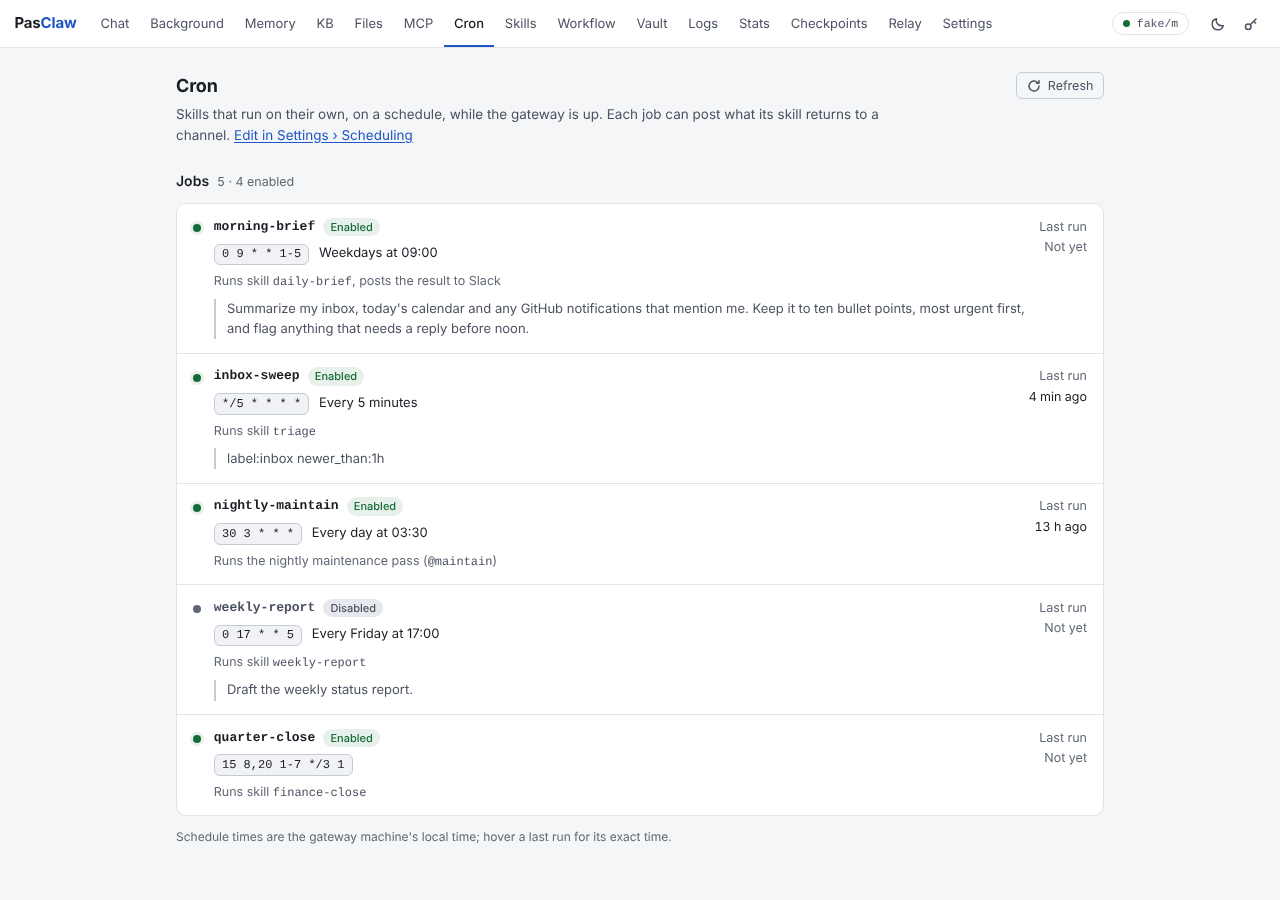 PasClaw Chat Background Memory KB Files MCP Cron Skills Workflow Vault Logs Stats Checkpoints Relay Settings fake/m
Cron
Refresh
Skills that run on their own, on a schedule, while the gateway is up. Each job can post what its skill returns to a
channel. Edit in Settings › Scheduling
Jobs 5 · 4 enabled
morning-brief Enabled
Last run
0 9 * * 1-5 Weekdays at 09:00
Not yet
Runs skill daily-brief, posts the result to Slack
Summarize my inbox, today's calendar and any GitHub notifications that mention me. Keep it to ten bullet points, most urgent first,
and flag anything that needs a reply before noon.
inbox-sweep Enabled
Last run
*/5 * * * * Every 5 minutes
4 min ago
Runs skill triage
label:inbox newer_than:1h
nightly-maintain Enabled
Last run
30 3 * * * Every day at 03:30
13 h ago
Runs the nightly maintenance pass (@maintain)
weekly-report Disabled
Last run
0 17 * * 5 Every Friday at 17:00
Not yet
Runs skill weekly-report
Draft the weekly status report.
quarter-close Enabled
Last run
15 8,20 1-7 */3 1
Not yet
Runs skill finance-close
Schedule times are the gateway machine's local time; hover a last run for its exact time.